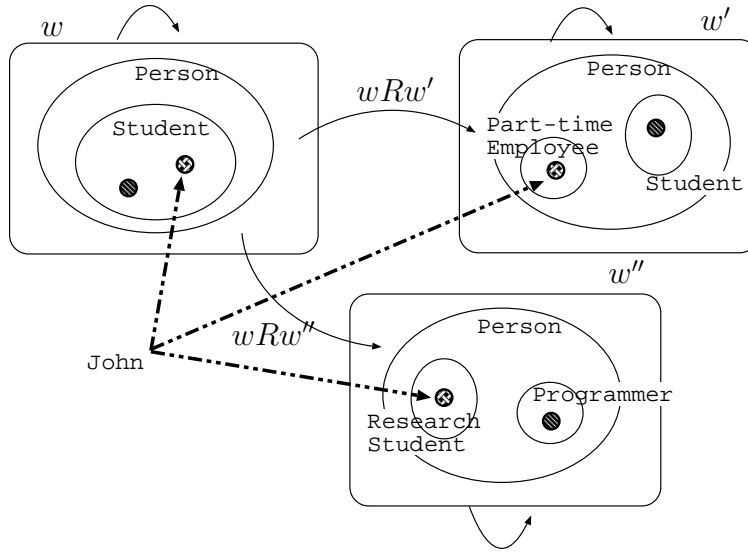 w
Person
Student
wRw′
w′
Person
Part-time
Employee
Student
John
wRw″
w″
Person
Research
Student
Programmer